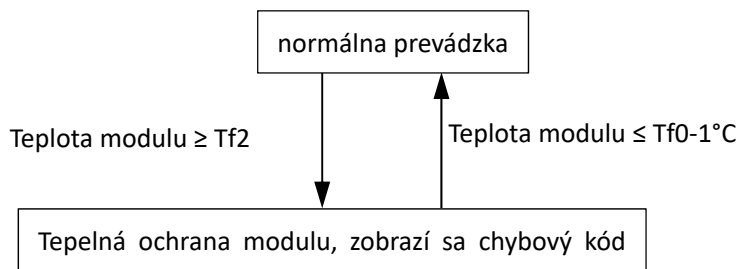 normálna prevádzka
Teplota modulu ≥ Tf2
Teplota modulu ≤ Tf0-1°C
Tepelná ochrana modulu, zobrazí sa chybový kód